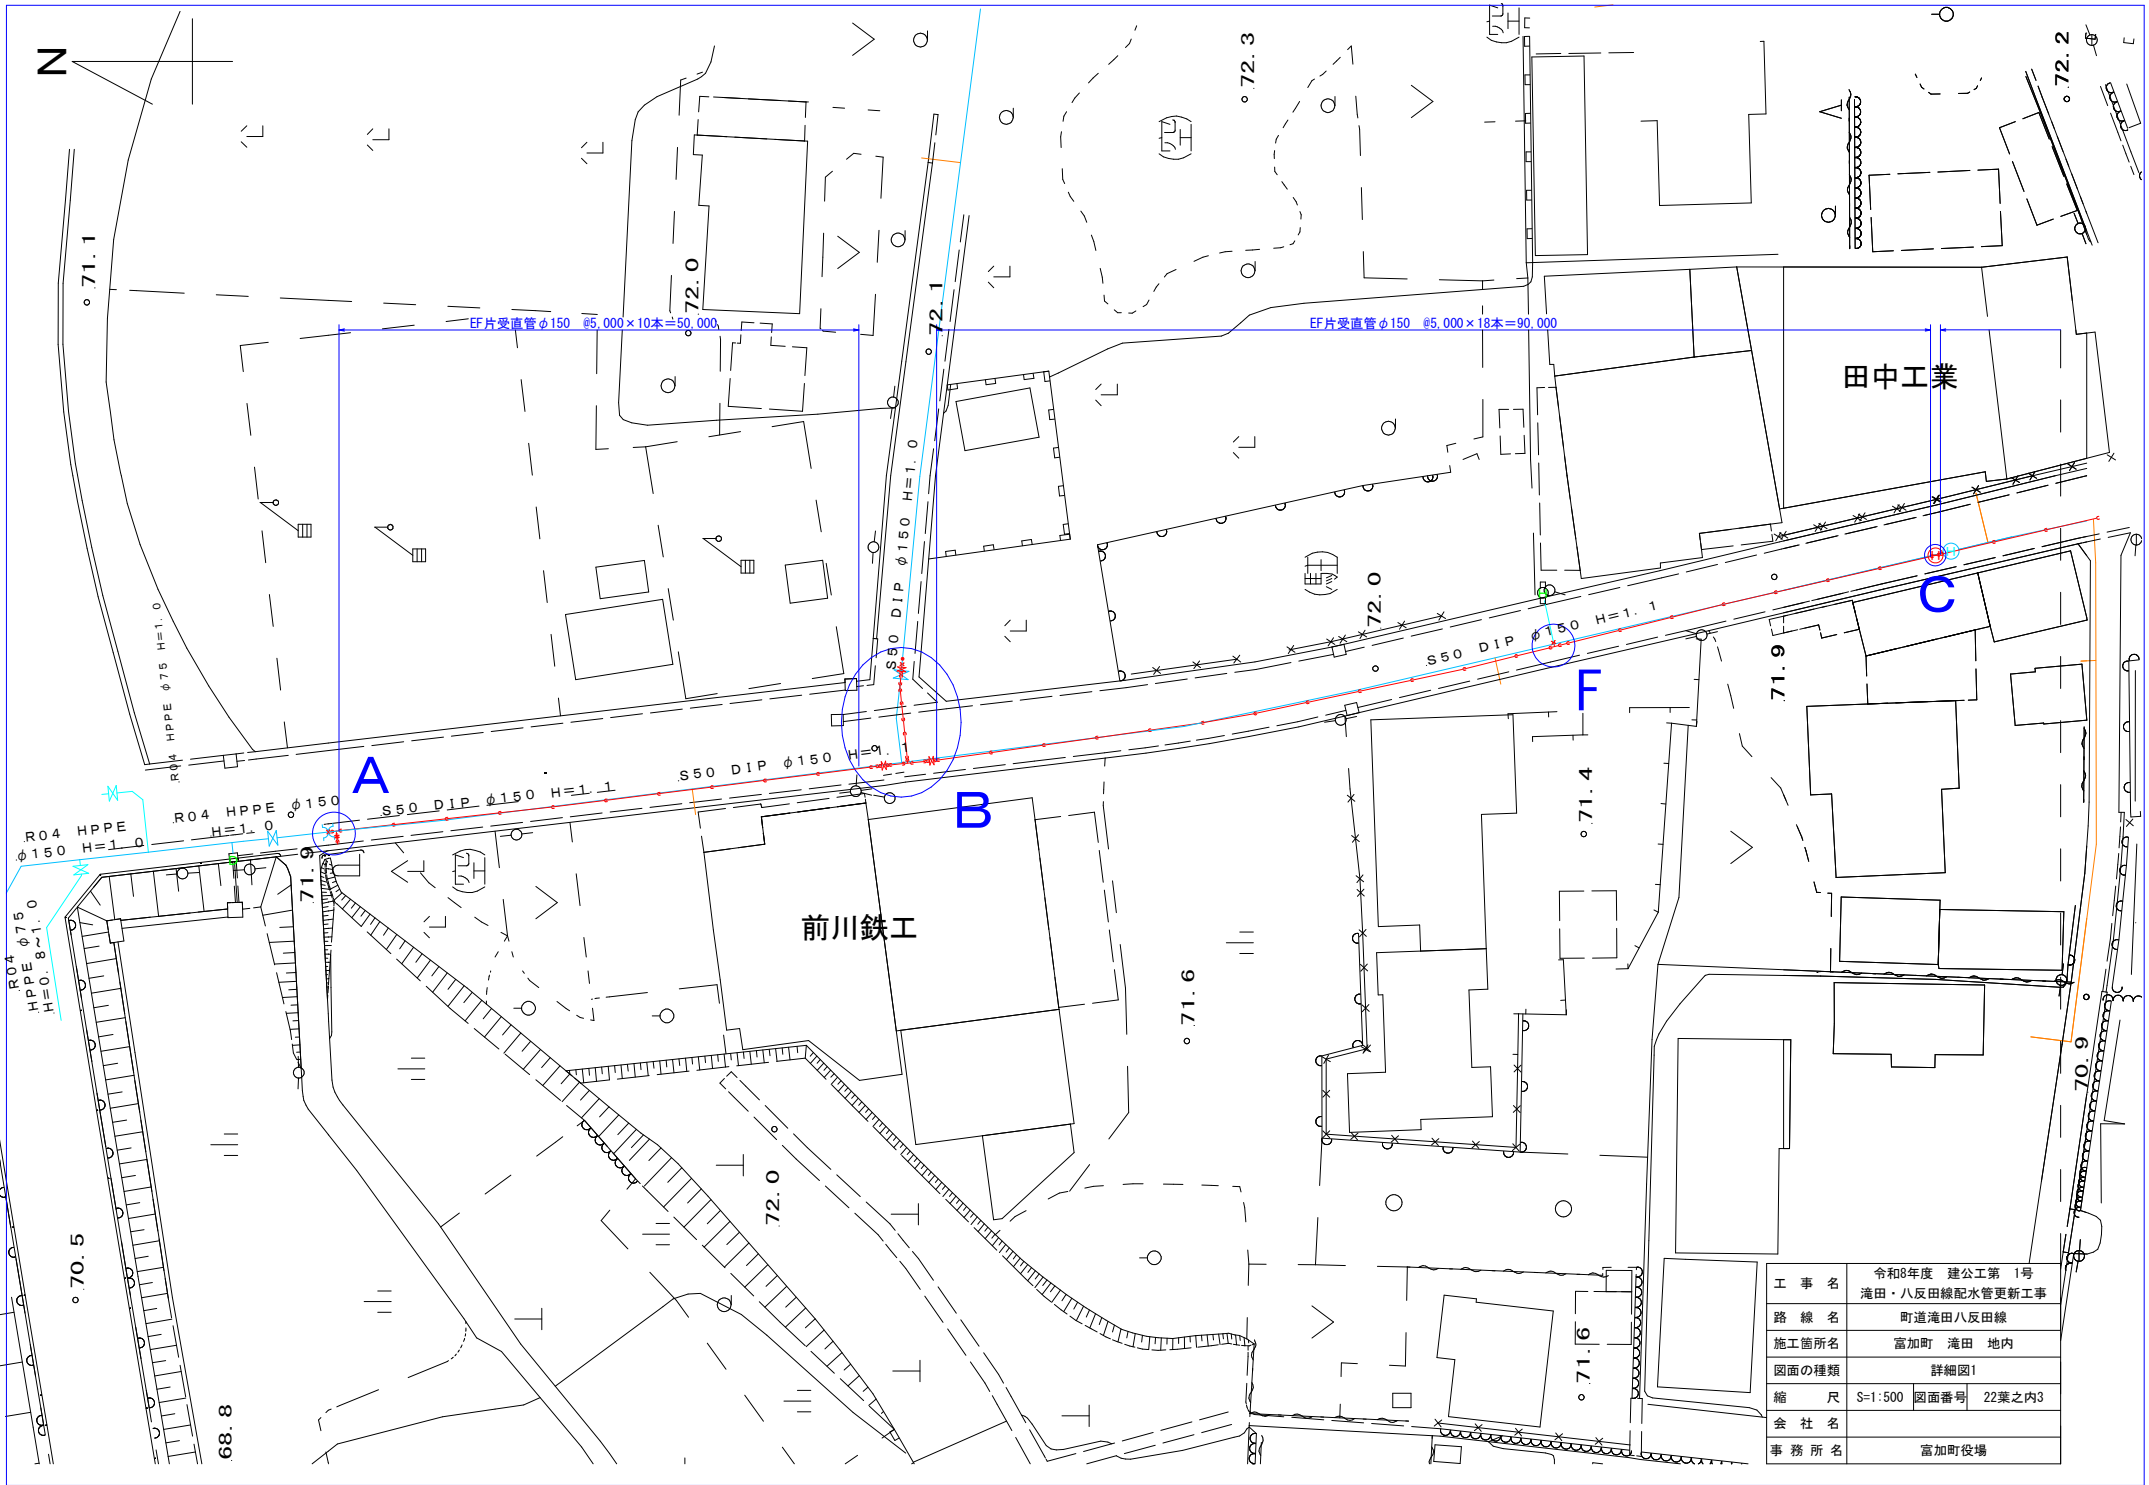 N
71.1
72.0
72.1
72.3
72.2
EF片受直管φ150 @5,000×10本=50,000
EF片受直管φ150 @5,000×18本=90,000
田中工業
S50 DIP φ150 H=1.0
72.0
R04 HPPE φ75 H=1.0
S50 DIP φ150 H=1.1
C
F
71.9
S50 DIP φ150 H=1.1
A
S50 DIP φ150 H=1.1
B
R04 HPPE φ150
H=1.0
R04 HPPE
φ150 H=1.0
71.9
71.4
前川鉄工
R04
HPPE φ75
H=0.8~1.0
71.6
70.9
72.0
70.5
68.8
71.6
工事名 令和8年度 建公工第 1号
滝田・八反田線配水管更新工事
路線名 町道滝田八反田線
施工箇所名 富加町 滝田 地内
図面の種類 詳細図1
縮尺 S=1:500 図面番号 22葉之内3
会社名
事務所名 富加町役場